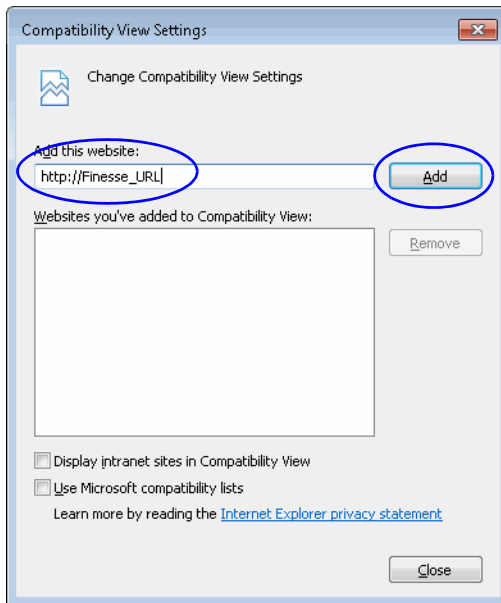 Compatibility View Settings
Change Compatibility View Settings
Add this website:
http://Finesse_URL
Add
Websites you've added to Compatibility View:
Remove
Display intranet sites in Compatibility View
Use Microsoft compatibility lists
Learn more by reading the Internet Explorer privacy statement
Close